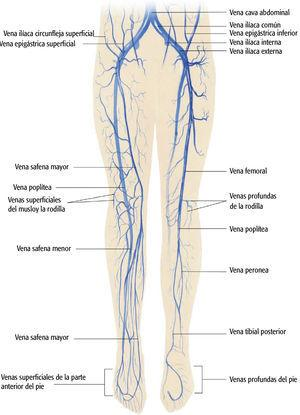 Vena cava abdominal
Vena ilíaca común
Vena epigástrica inferior
Vena ilíaca interna
Vena ilíaca externa
Vena ilíaca circunfleja superficial
Vena epigástrica superficial
Vena safena mayor
Vena poplítea
Venas superficiales
del musloy la rodilla
Vena safena menor
Vena safena mayor
Venas superficiales de la parte
anterior del pie
Vena femoral
Venas profundas
de la rodilla
Vena poplítea
Vena peronea
Vena tibial posterior
Venas profundas del pie